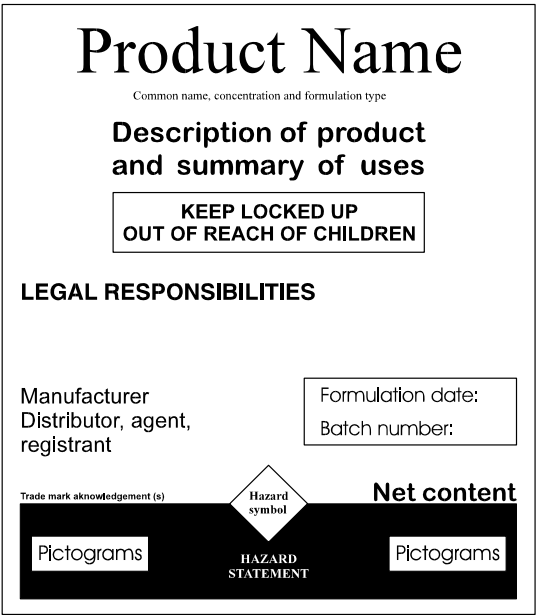 Product Name
Common name, concentration and formulation type
Description of product
and summary of uses
KEEP LOCKED UP
OUT OF REACH OF CHILDREN
LEGAL RESPONSIBILITIES
Manufacturer
Distributor, agent,
registrant
Formulation date:
Batch number:
Trade mark aknowledgement (s)
Hazard
symbol
Net content
Pictograms
HAZARD
STATEMENT
Pictograms